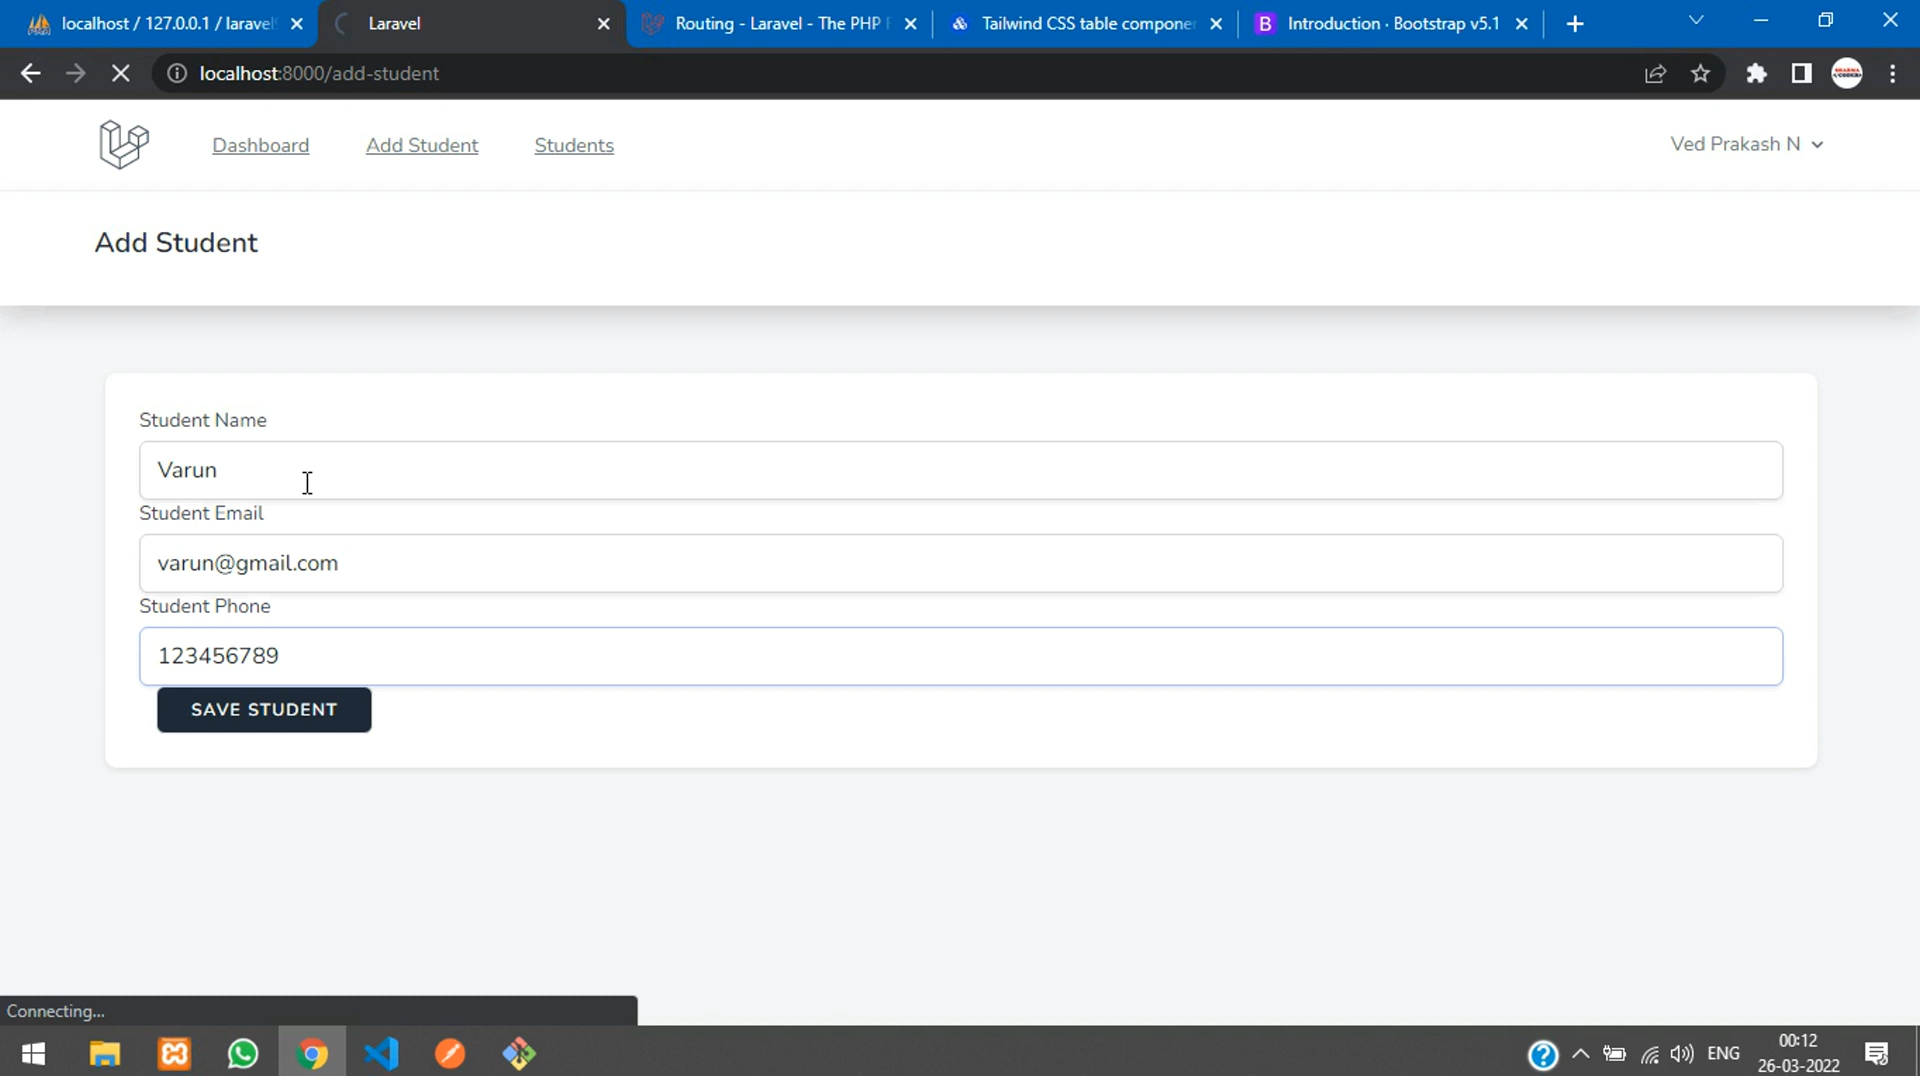 localhost / 127.0.0.1 / laravel
Laravel
Routing - Laravel - The PHP F
Tailwind CSS table componen
B Introduction · Bootstrap v5.1
localhost:8000/add-student
Dashboard Add Student Students
Ved Prakash N
Add Student
Student Name
Varun
Student Email
varun@gmail.com
Student Phone
123456789
SAVE STUDENT
Connecting...
ENG
00:12
26-03-2022